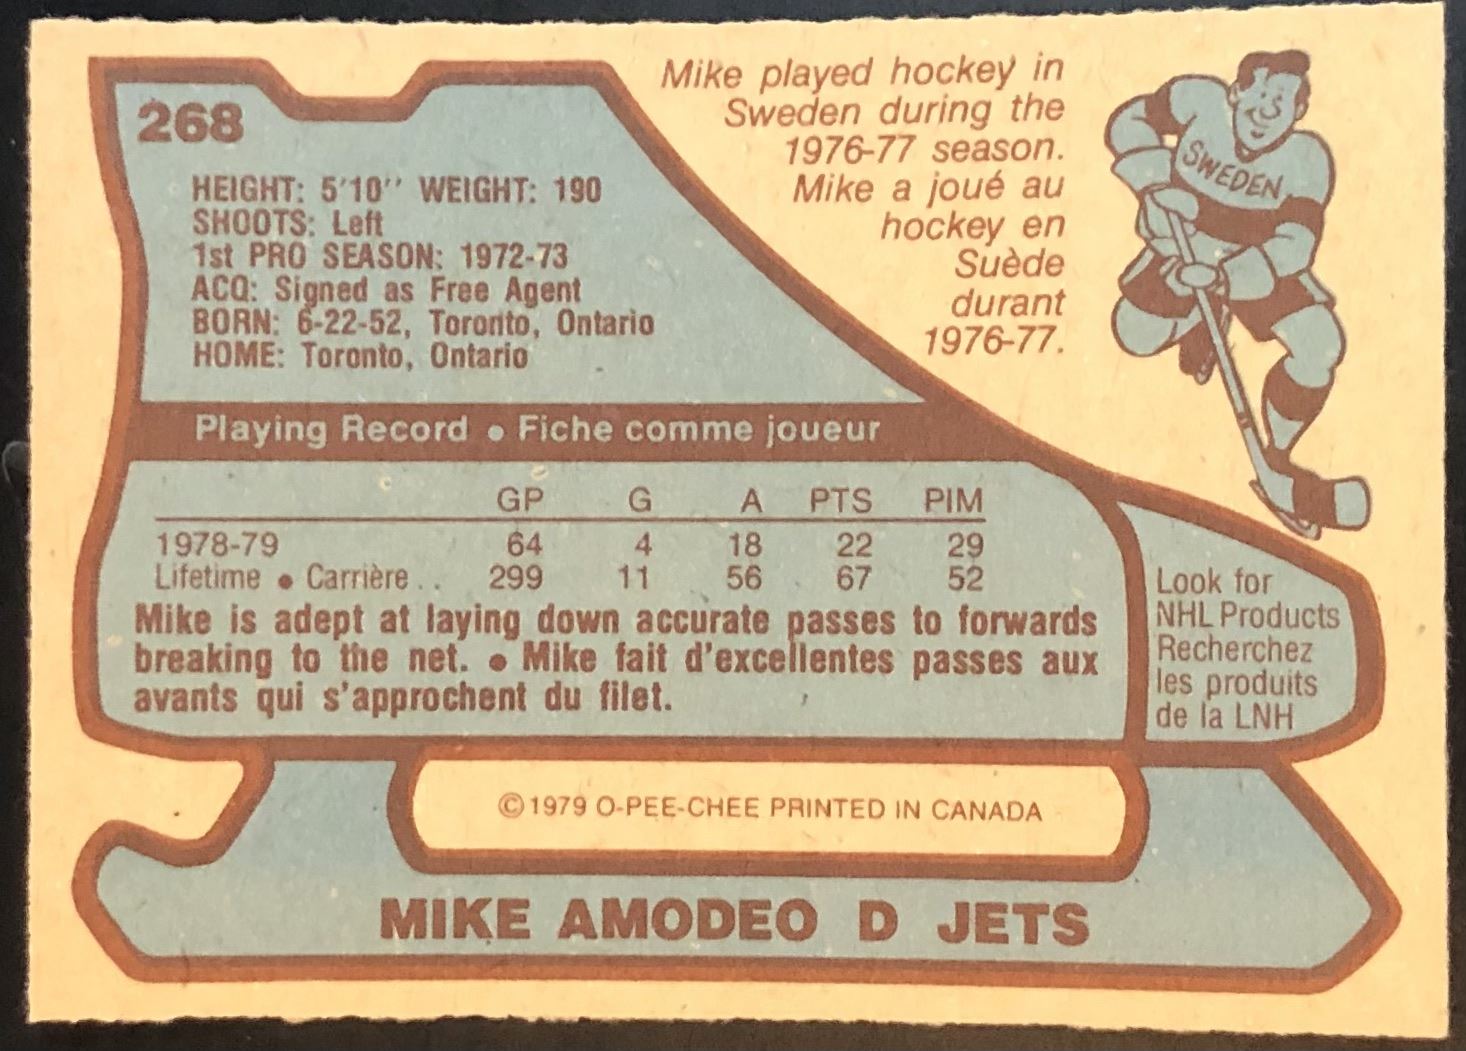 268
HEIGHT: 5'10'' WEIGHT: 190
SHOOTS: Left
1st PRO SEASON: 1972-73
ACQ: Signed as Free Agent
BORN: 6-22-52, Toronto, Ontario
HOME: Toronto, Ontario
Mike played hockey in
Sweden during the
1976-77 season.
Mike a joué au
hockey en
Suède
durant
1976-77.
SWEDEN
Playing Record • Fiche comme joueur
GP G A PTS PIM
1978-79 64 4 18 22 29
Lifetime • Carrière .. 299 11 56 67 52
Mike is adept at laying down accurate passes to forwards
breaking to the net. • Mike fait d'excellentes passes aux
avants qui s'approchent du filet.
Look for
NHL Products
Recherchez
les produits
de la LNH
©1979 O-PEE-CHEE PRINTED IN CANADA
MIKE AMODEO D JETS